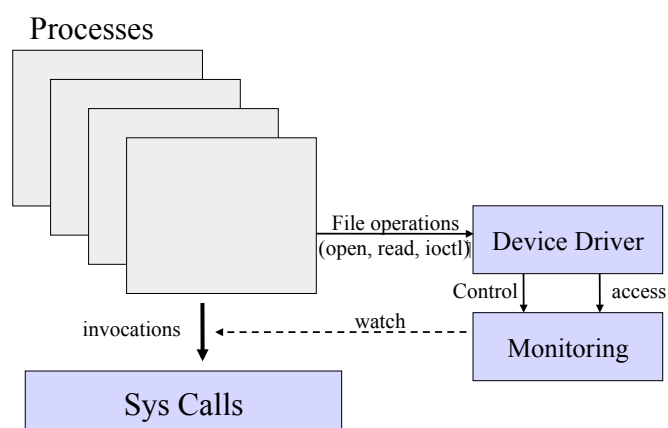 Processes
File operations
(open, read, ioctl)
Device Driver
Control
access
invocations
watch
Monitoring
Sys Calls